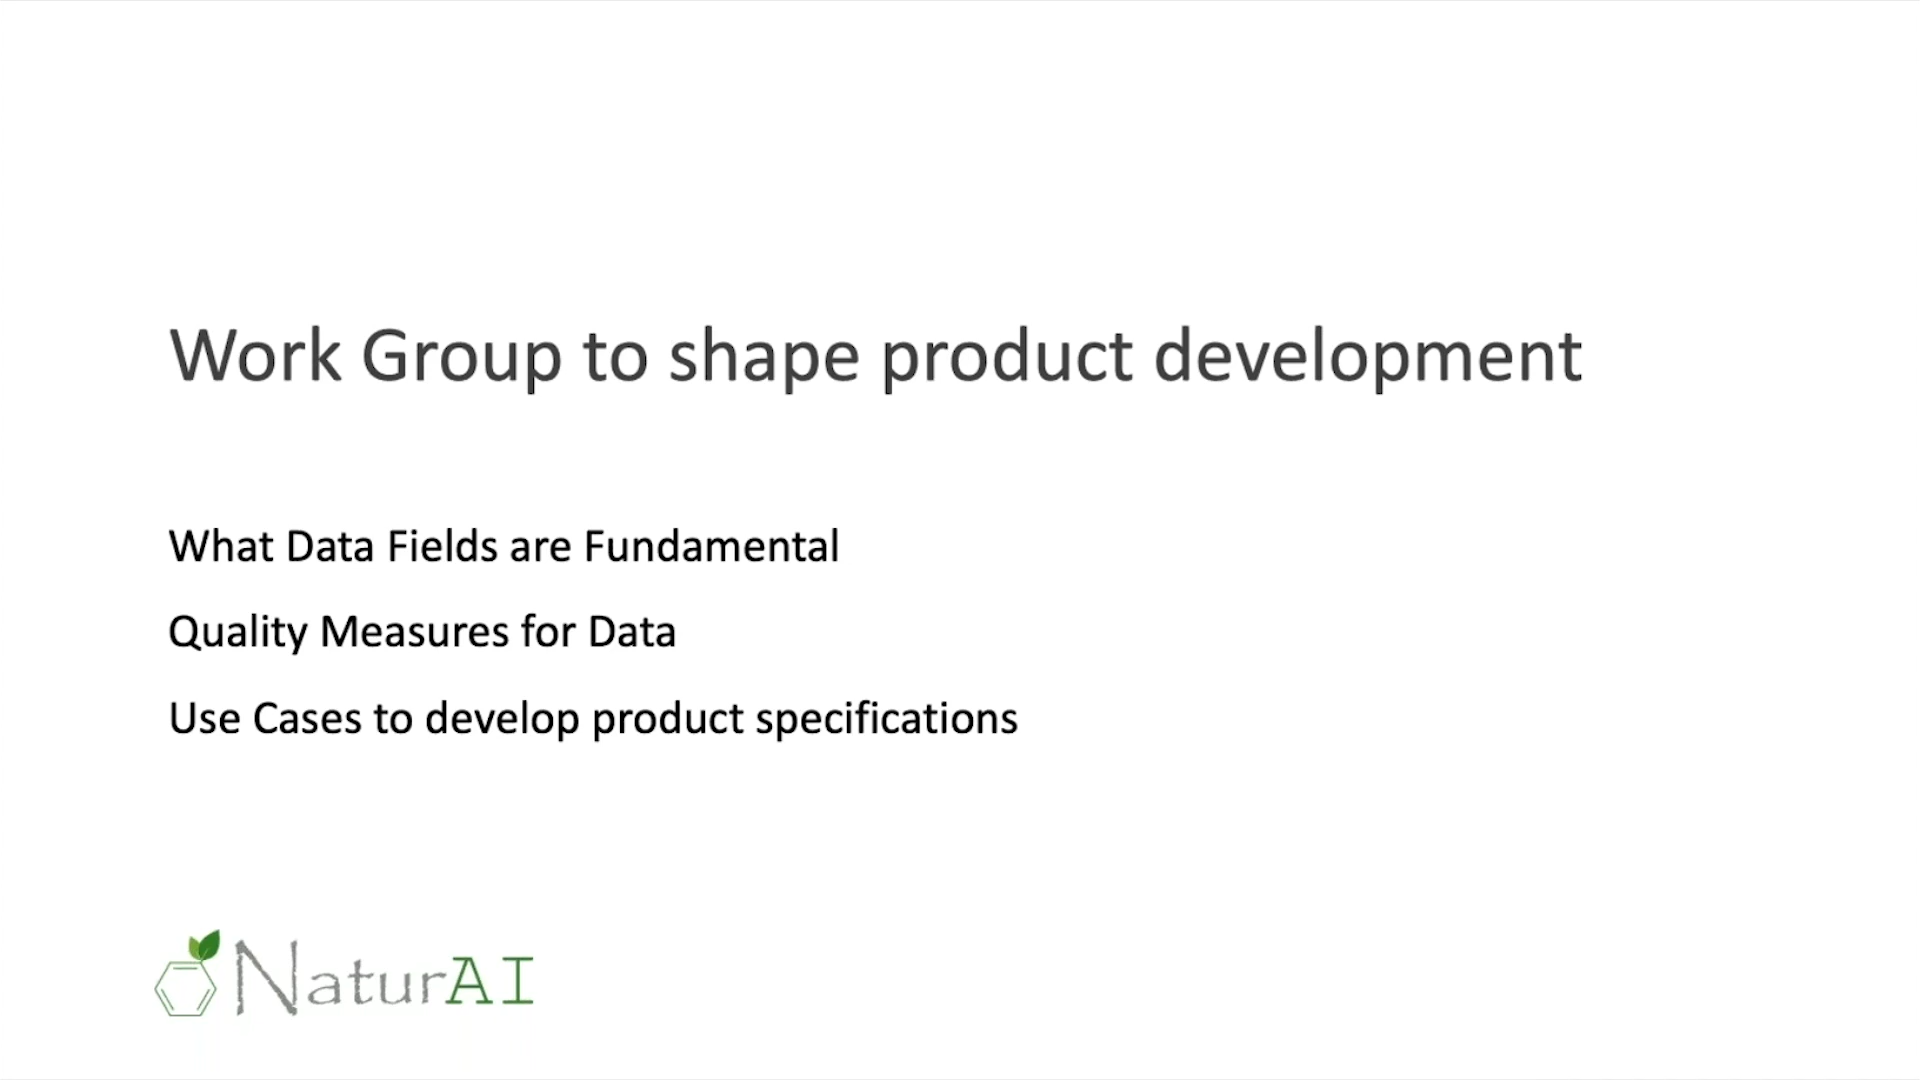 Work Group to shape product development
What Data Fields are Fundamental
Quality Measures for Data
Use Cases to develop product specifications
NaturAI